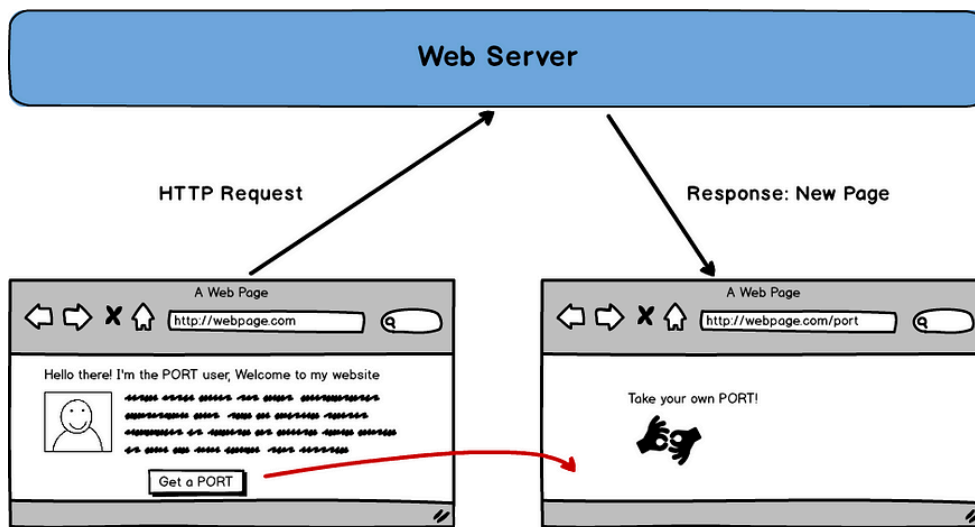 Web Server
HTTP Request
Response: New Page
A Web Page
http://webpage.com
Hello there! I'm the PORT user, Welcome to my website
Get a PORT
A Web Page
http://webpage.com/port
Take your own PORT!